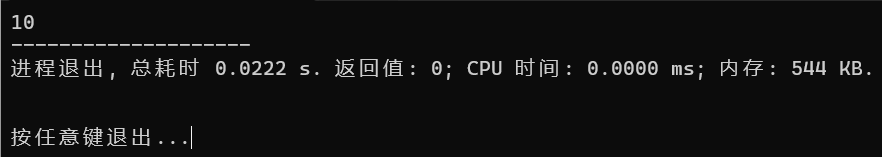 10
--------------------
进程退出, 总耗时 0.0222 s. 返回值: 0; CPU 时间: 0.0000 ms; 内存: 544 KB.
按任意键退出...